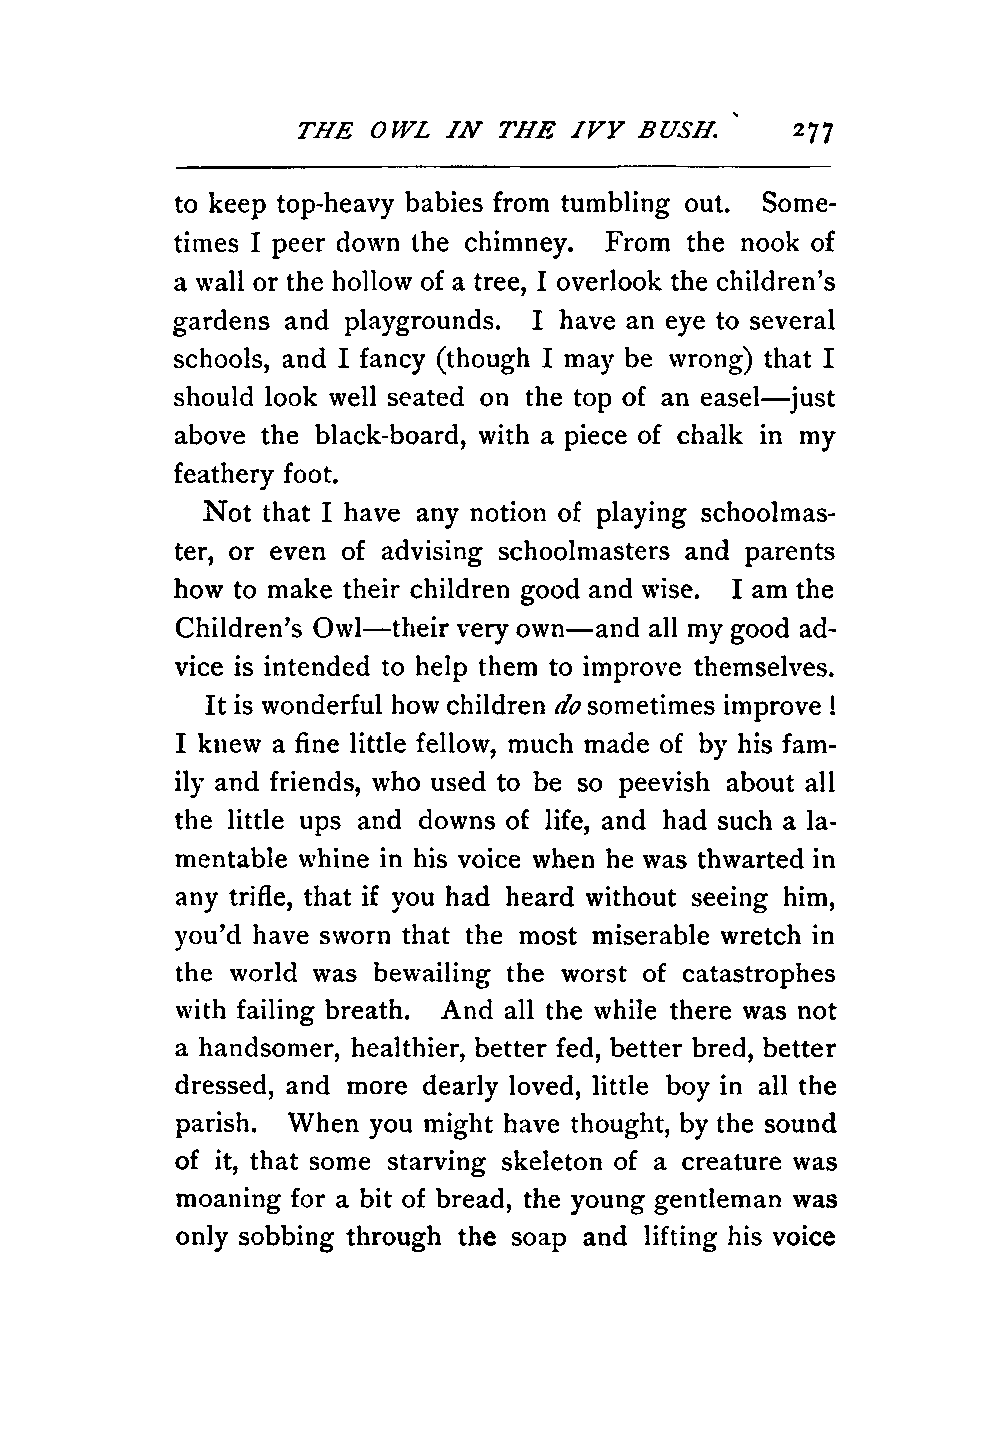 THE OWL IN THE IVY BUSH. 277
to keep top-heavy babies from tumbling out. Some-
times I peer down the chimney. From the nook of
a wall or the hollow of a tree, I overlook the children's
gardens and playgrounds. I have an eye to several
schools, and I fancy (though I may be wrong) that I
should look well seated on the top of an easel—just
above the black-board, with a piece of chalk in my
feathery foot.
Not that I have any notion of playing schoolmas-
ter, or even of advising schoolmasters and parents
how to make their children good and wise. I am the
Children's Owl—their very own—and all my good ad-
vice is intended to help them to improve themselves.
It is wonderful how children do sometimes improve !
I knew a fine little fellow, much made of by his fam-
ily and friends, who used to be so peevish about all
the little ups and downs of life, and had such a la-
mentable whine in his voice when he was thwarted in
any trifle, that if you had heard without seeing him,
you'd have sworn that the most miserable wretch in
the world was bewailing the worst of catastrophes
with failing breath. And all the while there was not
a handsomer, healthier, better fed, better bred, better
dressed, and more dearly loved, little boy in all the
parish. When you might have thought, by the sound
of it, that some starving skeleton of a creature was
moaning for a bit of bread, the young gentleman was
only sobbing through the soap and lifting his voice